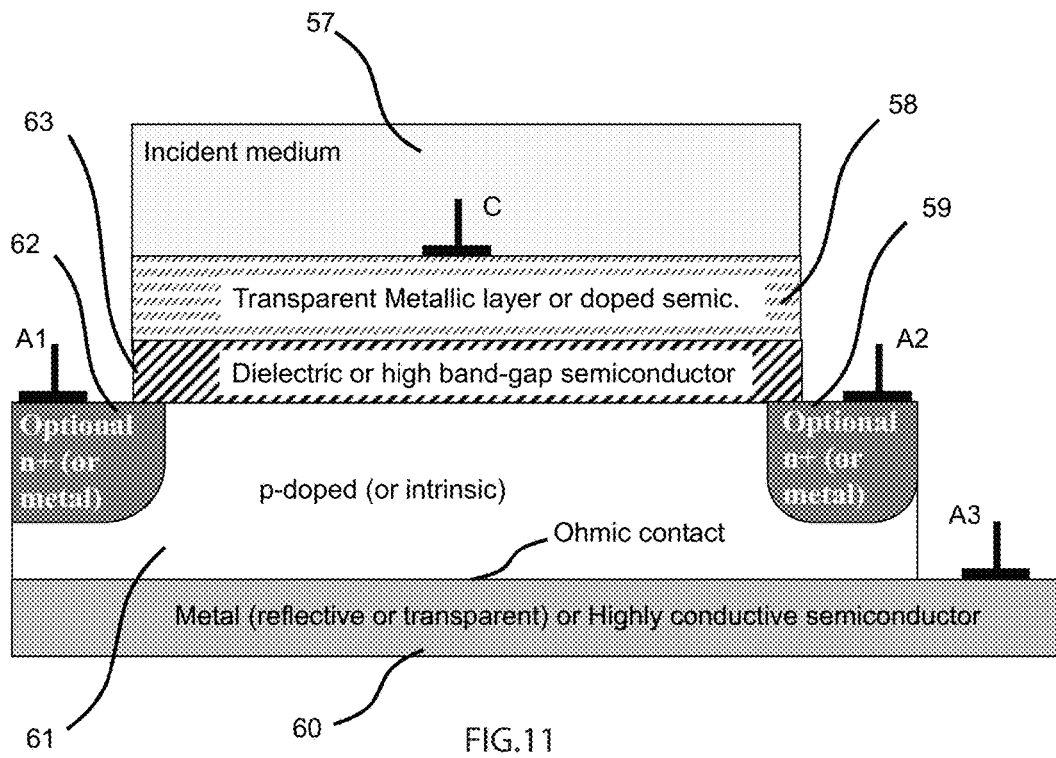 57
63
58
Incident medium
C
59
62
Transparent Metallic layer or doped semic.
A1
A2
Dielectric or high band-gap semiconductor
Optional
n+ (or
metal)
Optional
n+ (or
metal)
p-doped (or intrinsic)
A3
Ohmic contact
Metal (reflective or transparent) or Highly conductive semiconductor
61
60
FIG.11